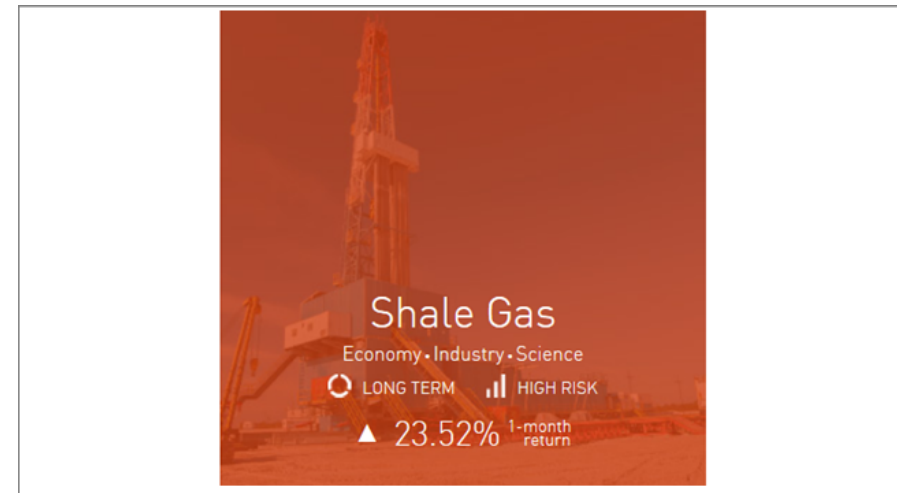 Shale Gas
Economy • Industry • Science
LONG TERM HIGH RISK
▲ 23.52% 1-month return